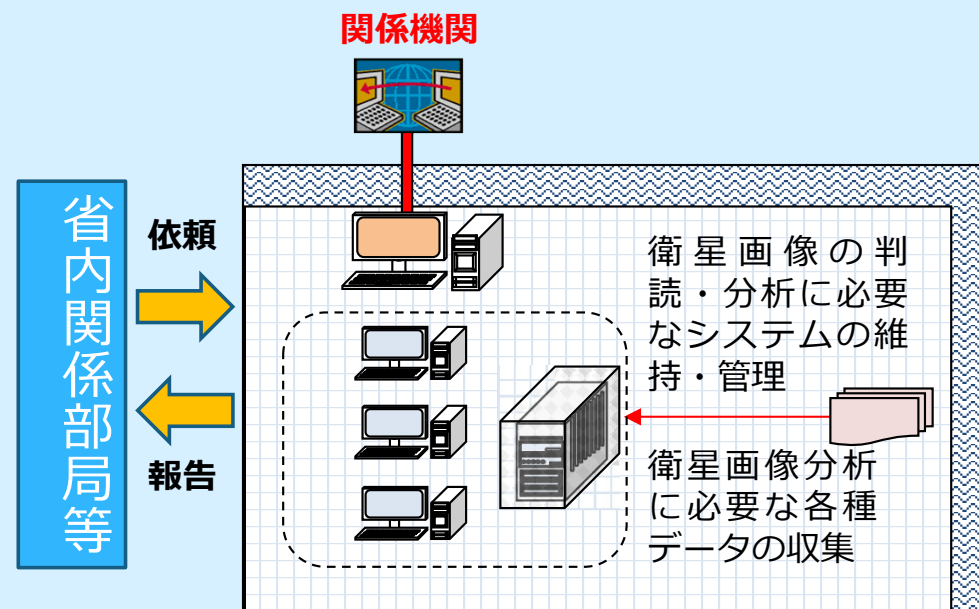 関係機関
省内関係部局等
依頼
報告
衛星画像の判
読・分析に必要
なシステムの維
持・管理
衛星画像分析
に必要な各種
データの収集